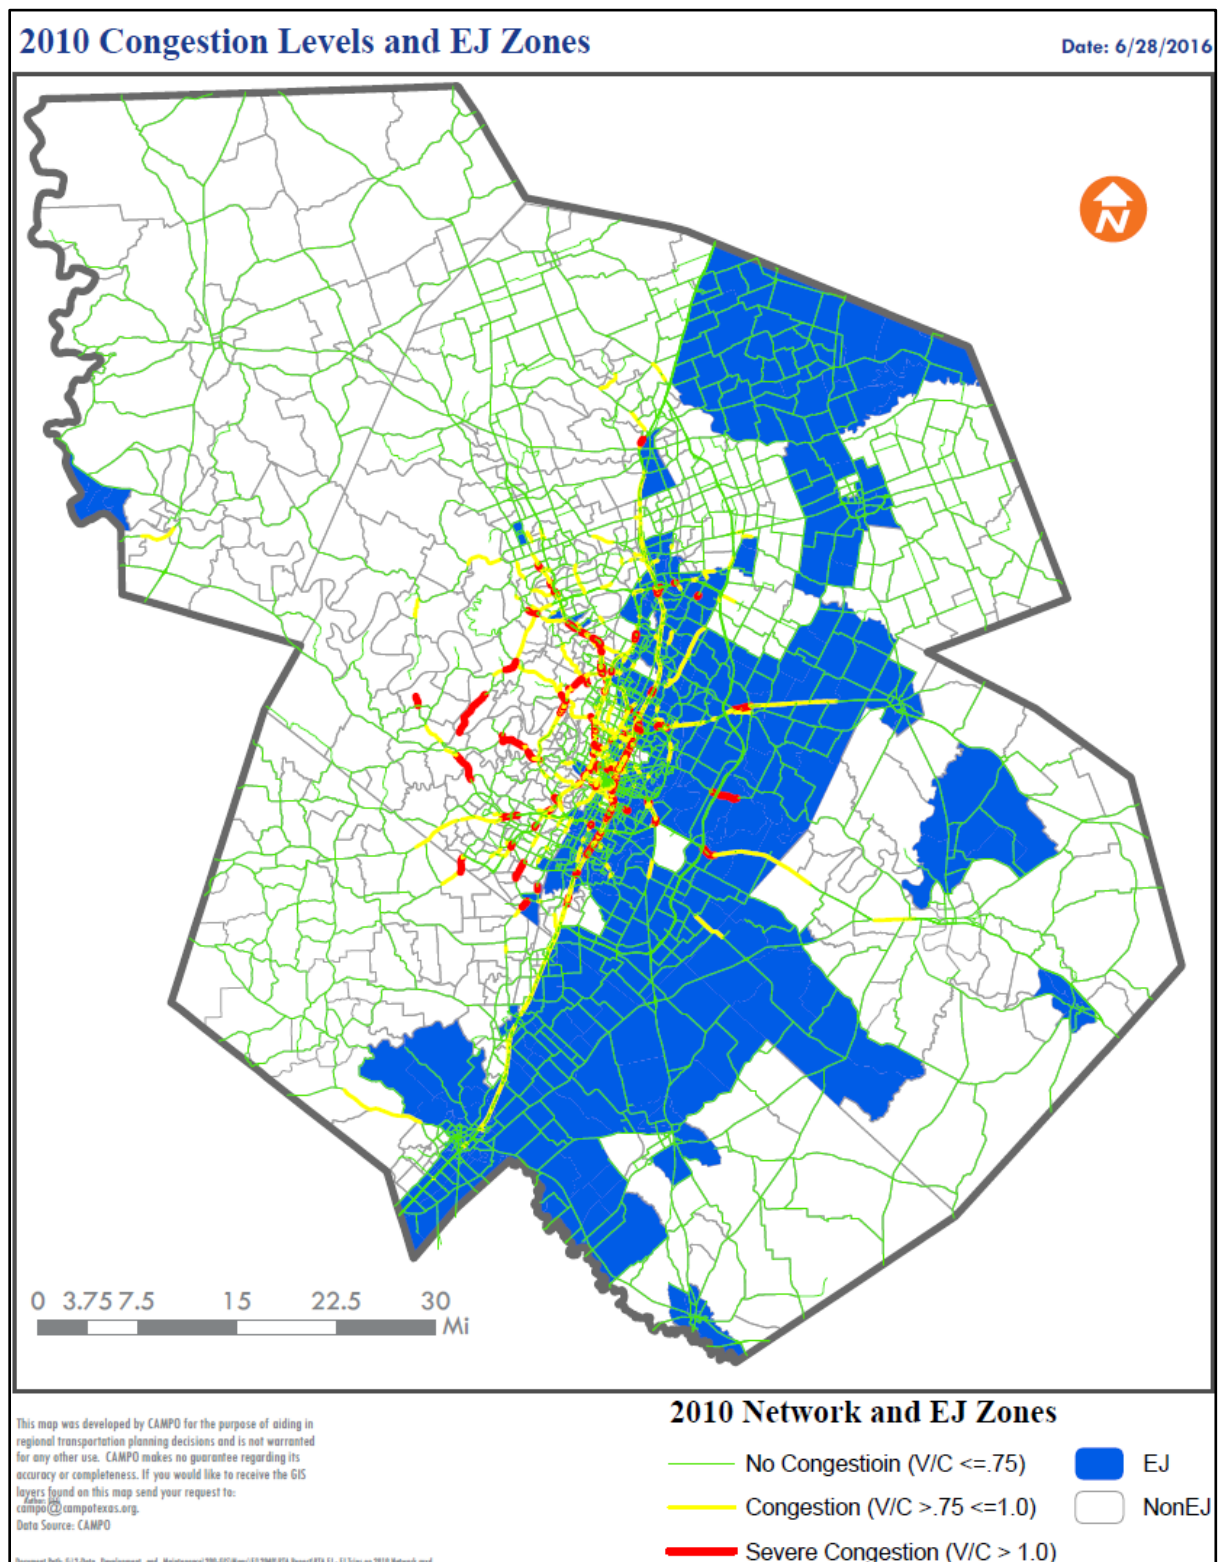 2010 Congestion Levels and EJ Zones
Date: 6/28/2016
N
0 3.75 7.5 15 22.5 30
Mi
This map was developed by CAMPO for the purpose of aiding in
regional transportation planning decisions and is not warranted
for any other use. CAMPO makes no guarantee regarding its
accuracy or completeness. If you would like to receive the GIS
layers found on this map send your request to:
campo@campotexas.org.
Data Source: CAMPO
2010 Network and EJ Zones
No Congestioin (V/C <=.75)
EJ
Congestion (V/C >.75 <=1.0)
NonEJ
Severe Congestion (V/C > 1.0)